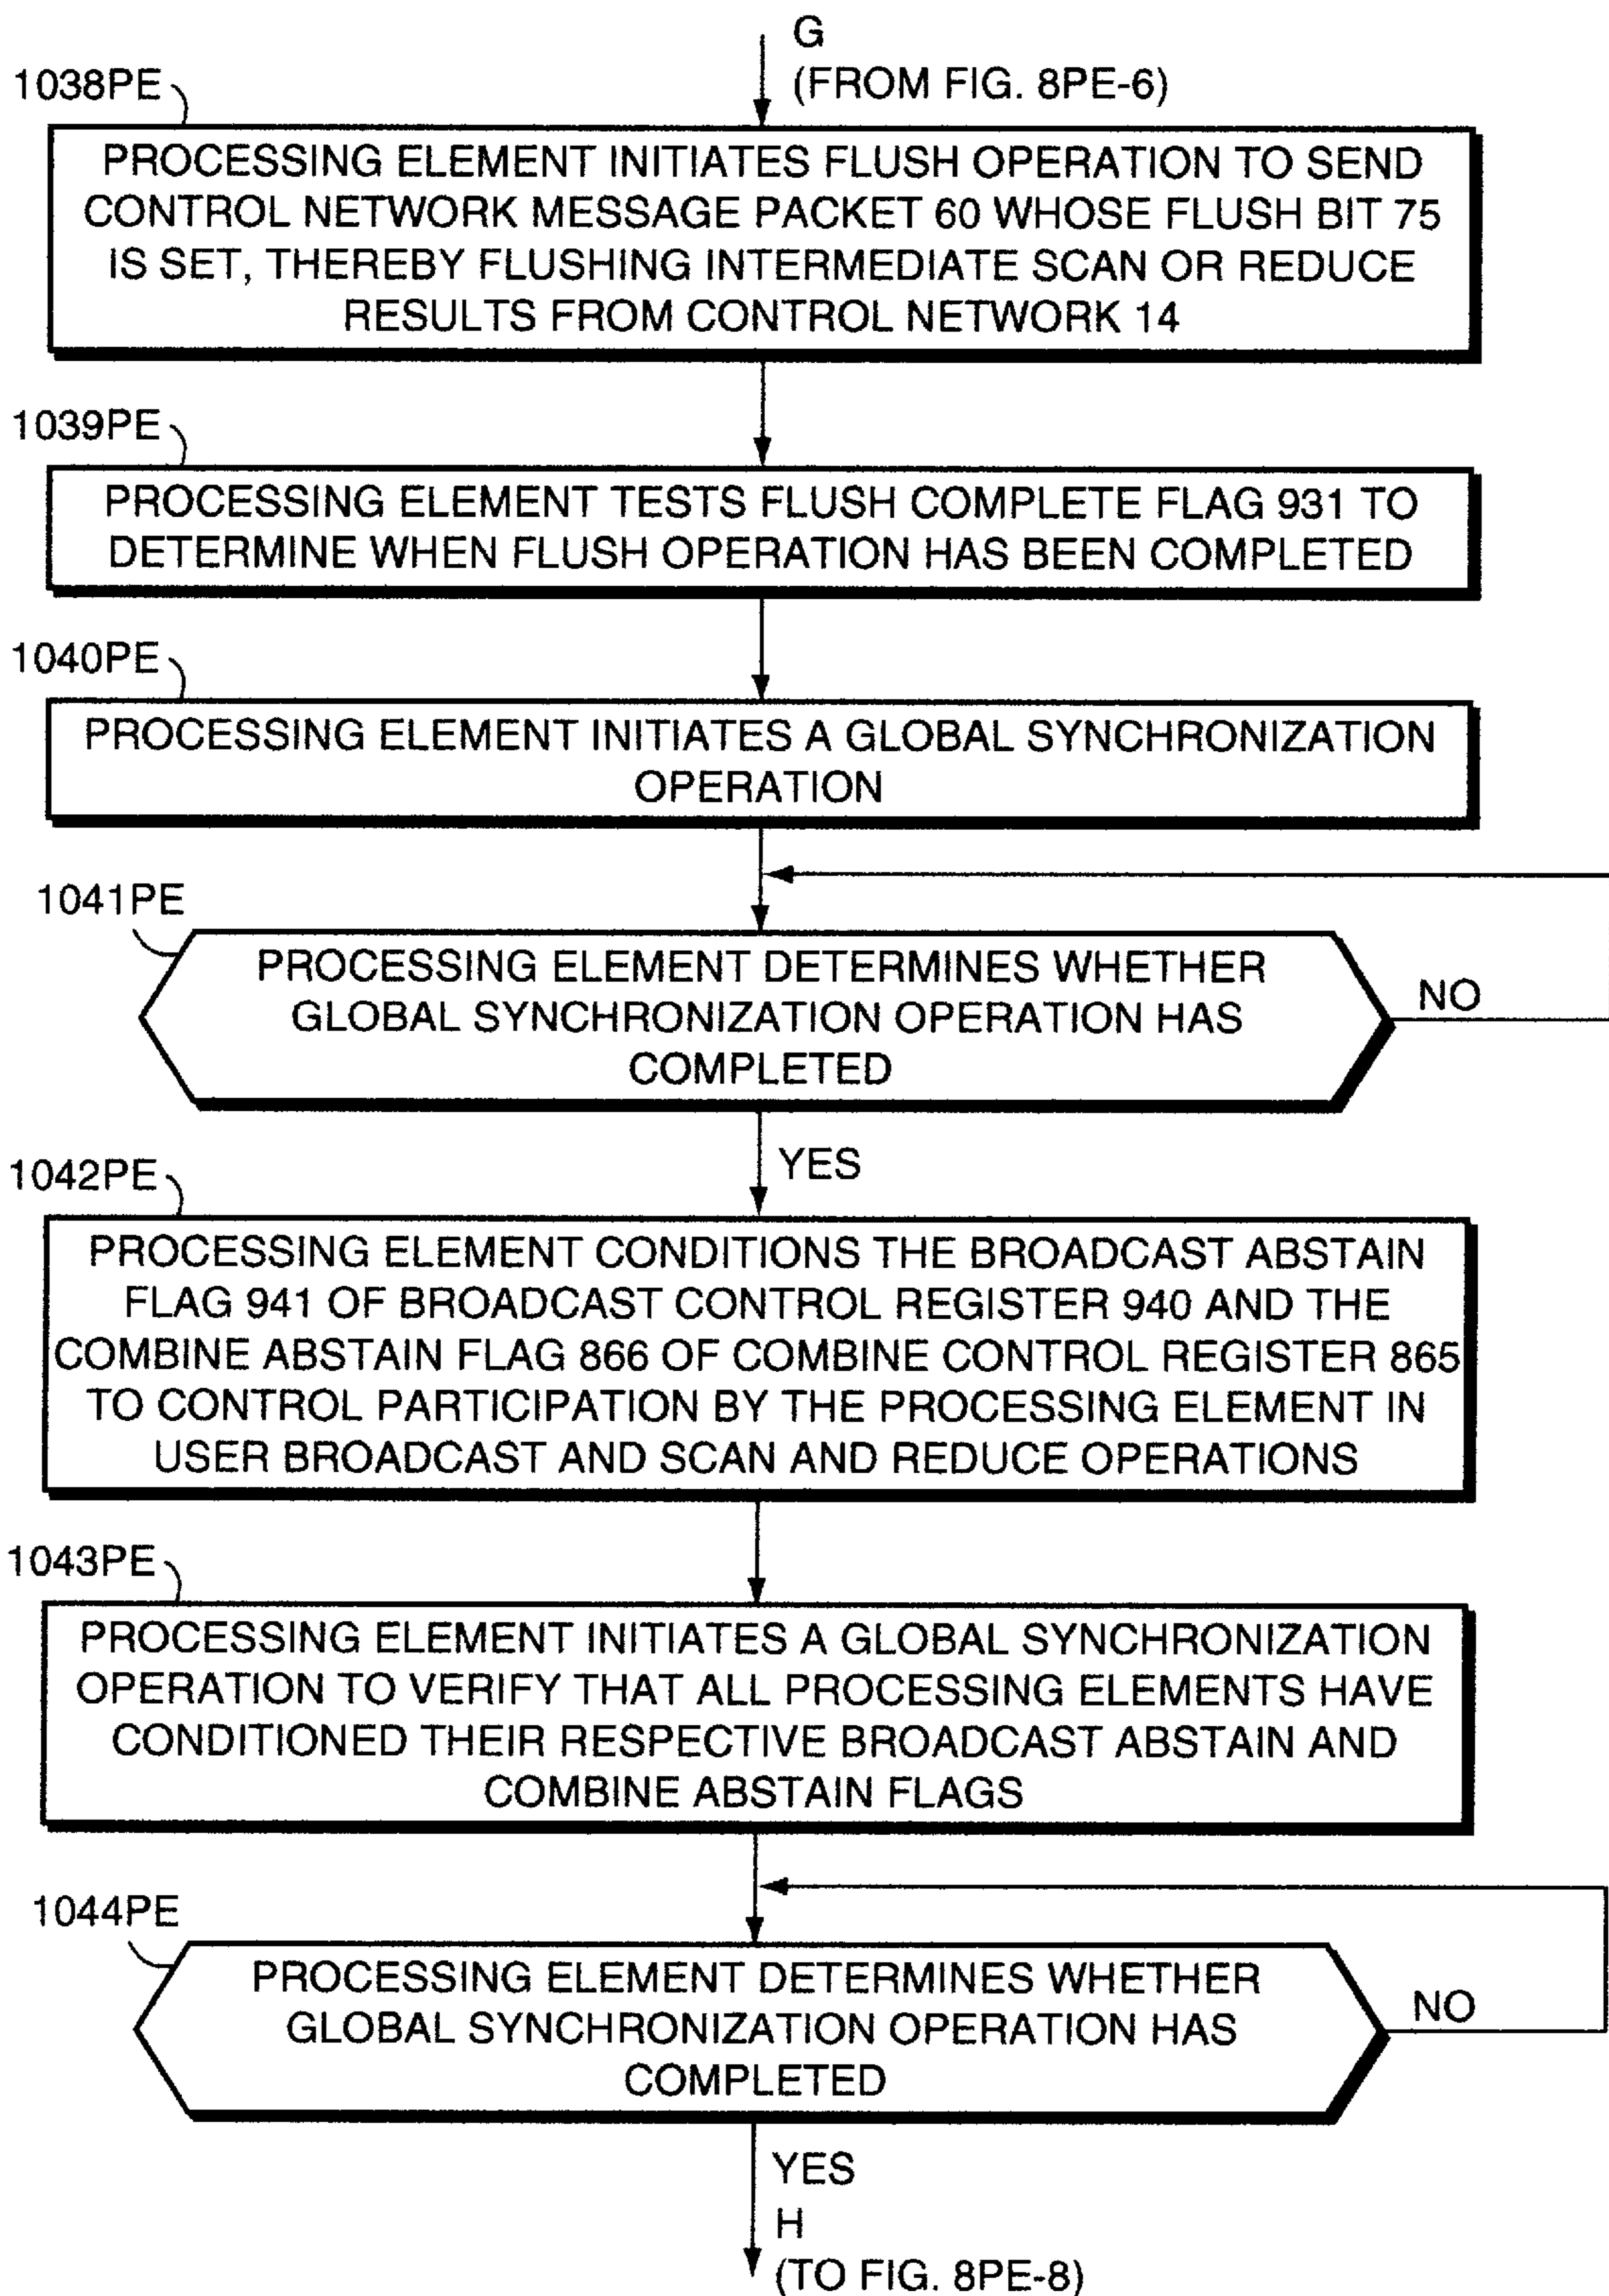 G
(FROM FIG. 8PE-6)
1038PE
PROCESSING ELEMENT INITIATES FLUSH OPERATION TO SEND
CONTROL NETWORK MESSAGE PACKET 60 WHOSE FLUSH BIT 75
IS SET, THEREBY FLUSHING INTERMEDIATE SCAN OR REDUCE
RESULTS FROM CONTROL NETWORK 14
1039PE
PROCESSING ELEMENT TESTS FLUSH COMPLETE FLAG 931 TO
DETERMINE WHEN FLUSH OPERATION HAS BEEN COMPLETED
1040PE
PROCESSING ELEMENT INITIATES A GLOBAL SYNCHRONIZATION
OPERATION
1041PE
PROCESSING ELEMENT DETERMINES WHETHER
GLOBAL SYNCHRONIZATION OPERATION HAS
COMPLETED
NO
YES
1042PE
PROCESSING ELEMENT CONDITIONS THE BROADCAST ABSTAIN
FLAG 941 OF BROADCAST CONTROL REGISTER 940 AND THE
COMBINE ABSTAIN FLAG 866 OF COMBINE CONTROL REGISTER 865
TO CONTROL PARTICIPATION BY THE PROCESSING ELEMENT IN
USER BROADCAST AND SCAN AND REDUCE OPERATIONS
1043PE
PROCESSING ELEMENT INITIATES A GLOBAL SYNCHRONIZATION
OPERATION TO VERIFY THAT ALL PROCESSING ELEMENTS HAVE
CONDITIONED THEIR RESPECTIVE BROADCAST ABSTAIN AND
COMBINE ABSTAIN FLAGS
1044PE
PROCESSING ELEMENT DETERMINES WHETHER
GLOBAL SYNCHRONIZATION OPERATION HAS
COMPLETED
NO
YES
H
(TO FIG. 8PE-8)